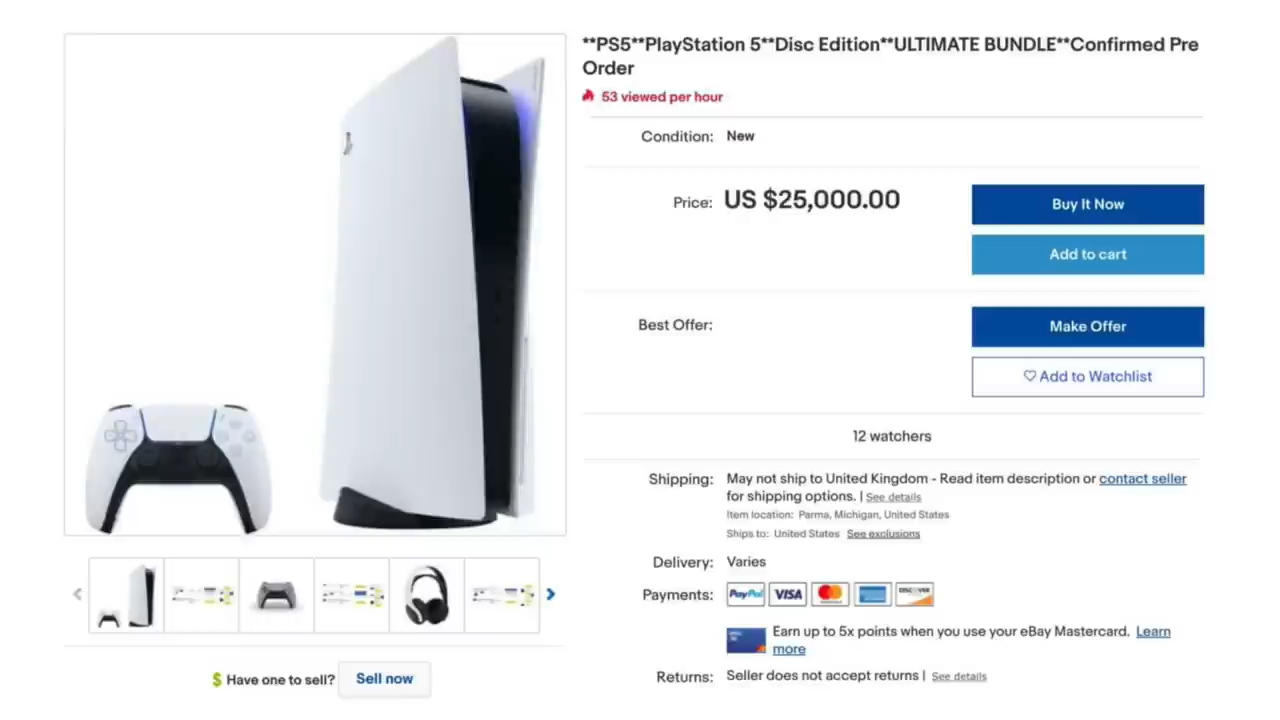 **PS5**PlayStation 5**Disc Edition**ULTIMATE BUNDLE**Confirmed Pre
Order
53 viewed per hour
Condition: New
Price: US $25,000.00
Buy It Now
Add to cart
Best Offer:
Make Offer
Add to Watchlist
12 watchers
Shipping: May not ship to United Kingdom - Read item description or contact seller
for shipping options. | See details
Item location: Parma, Michigan, United States
Ships to: United States See exclusions
Delivery: Varies
Payments: PayPal VISA DISCOVER
Earn up to 5x points when you use your eBay Mastercard. Learn
more
Returns: Seller does not accept returns | See details
$ Have one to sell? Sell now